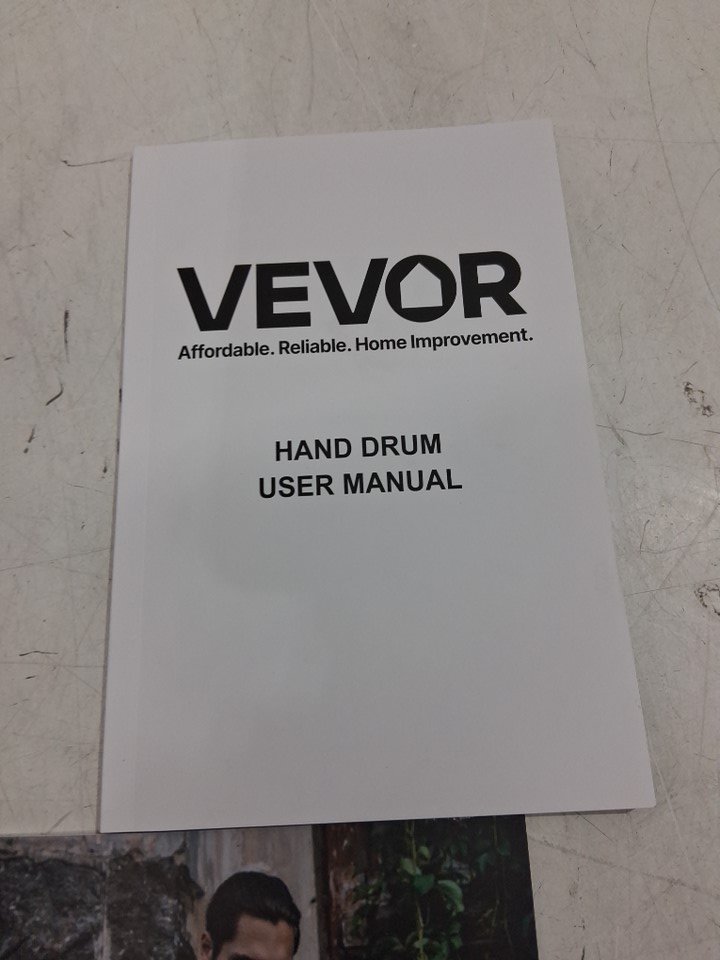 VEVOR
Affordable. Reliable. Home Improvement.
HAND DRUM
USER MANUAL